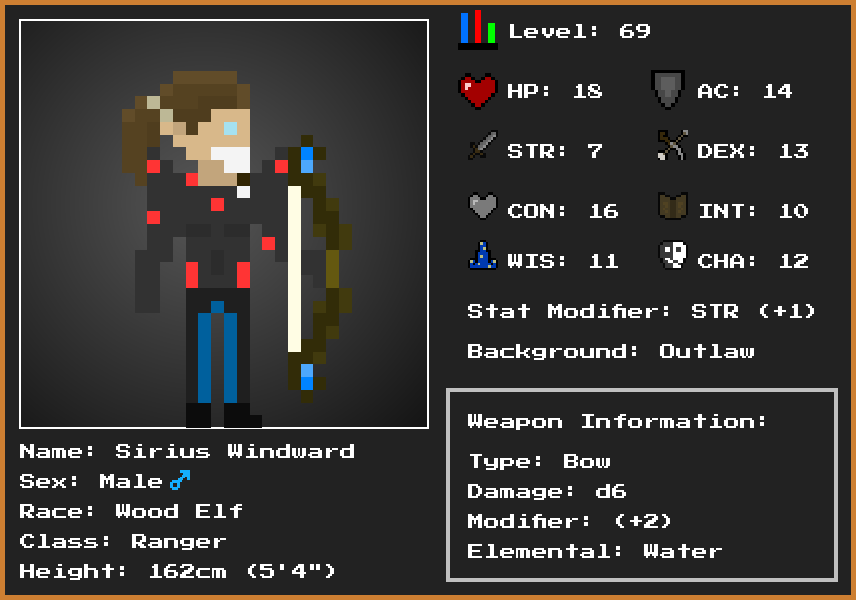 Level: 69
HP: 18
AC: 14
STR: 7
DEX: 13
CON: 16
INT: 10
WIS: 11
CHA: 12
Stat Modifier: STR (+1)
Background: Outlaw
Weapon Information:
Type: Bow
Damage: d6
Modifier: (+2)
Elemental: Water
Name: Sirius Windward
Sex: Male♂
Race: Wood Elf
Class: Ranger
Height: 162cm (5'4")